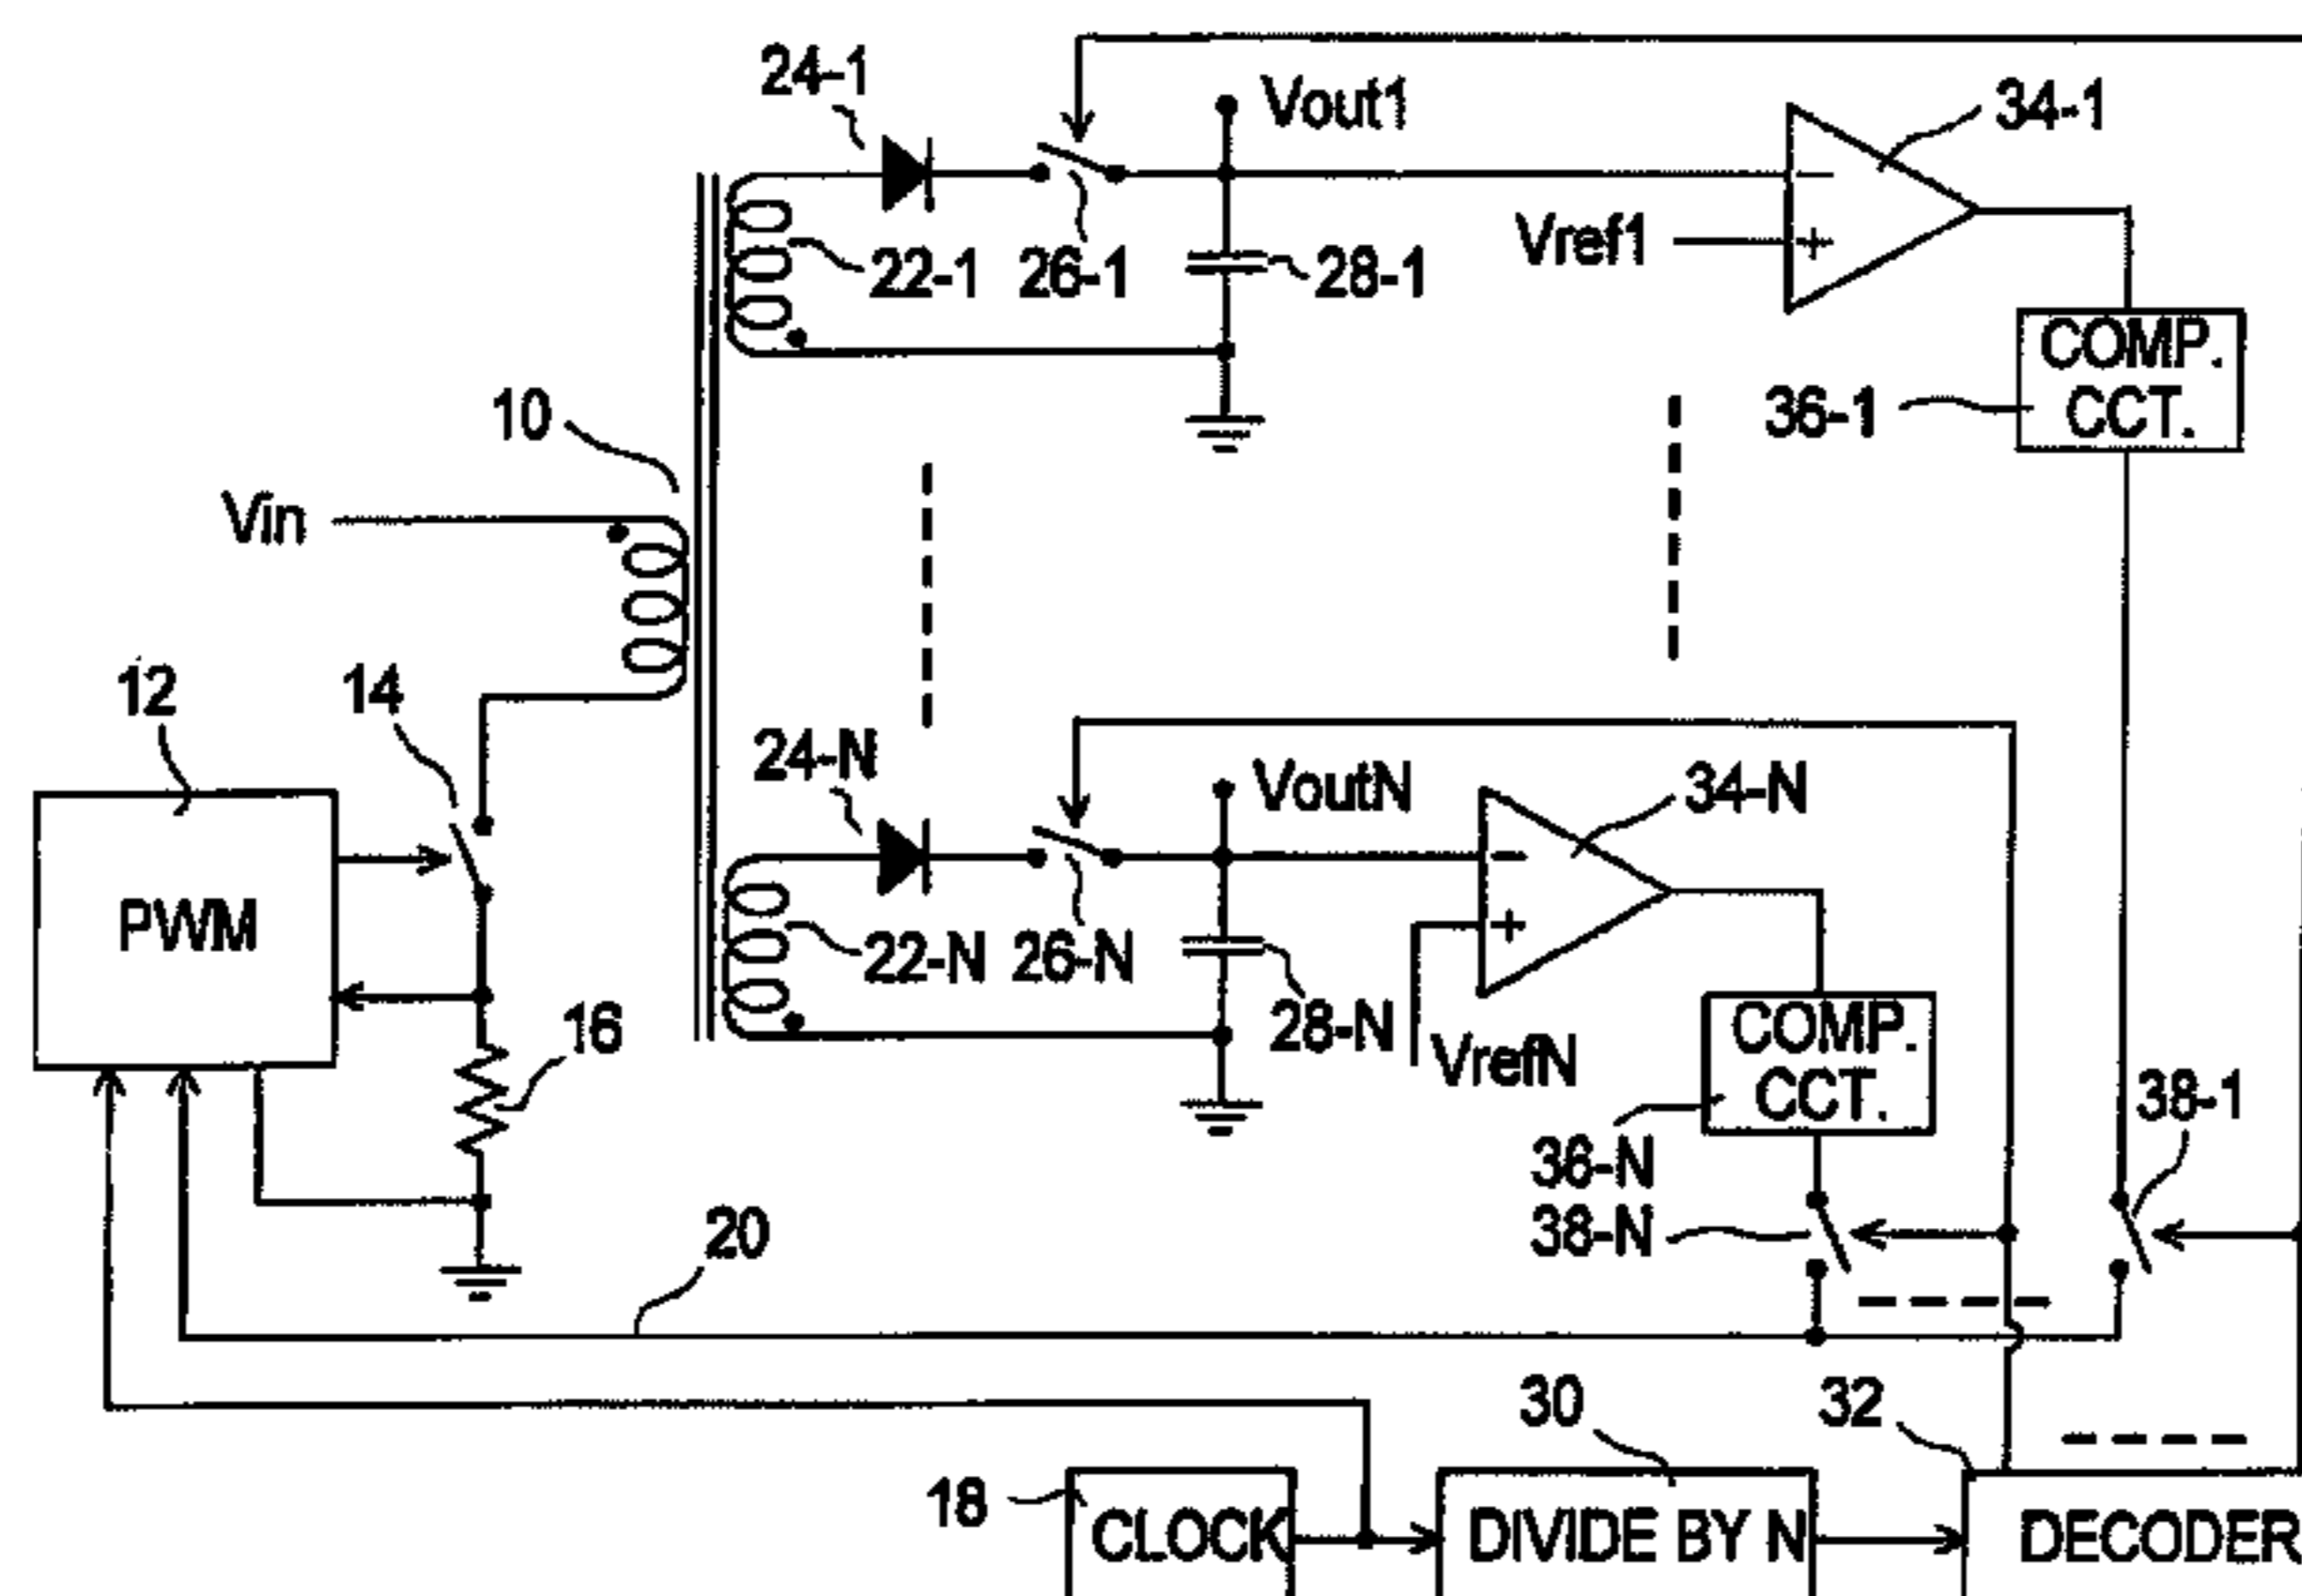 24-1
Vout1
34-1
Vref1
22-1
26-1
28-1
COMP.
CCT.
36-1
10
Vin
12
14
24-N
VoutN
34-N
PWM
22-N
26-N
28-N
VrefN
16
COMP.
CCT.
38-1
36-N
38-N
20
30
32
18
CLOCK
DIVIDE BY N
DECODER